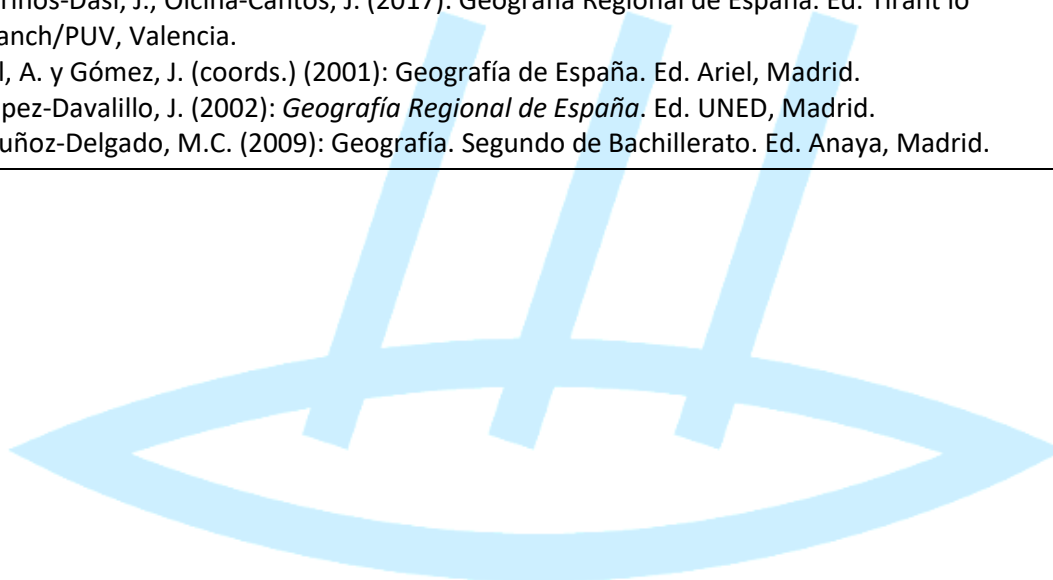 rinos-Dasí, J., Olcina-Cantos, J. (2017): Geografía Regional de España. Ed. Tirant lo
anch/PUV, Valencia.
l, A. y Gómez, J. (coords.) (2001): Geografía de España. Ed. Ariel, Madrid.
pez-Davalillo, J. (2002): Geografía Regional de España. Ed. UNED, Madrid.
uñoz-Delgado, M.C. (2009): Geografía. Segundo de Bachillerato. Ed. Anaya, Madrid.